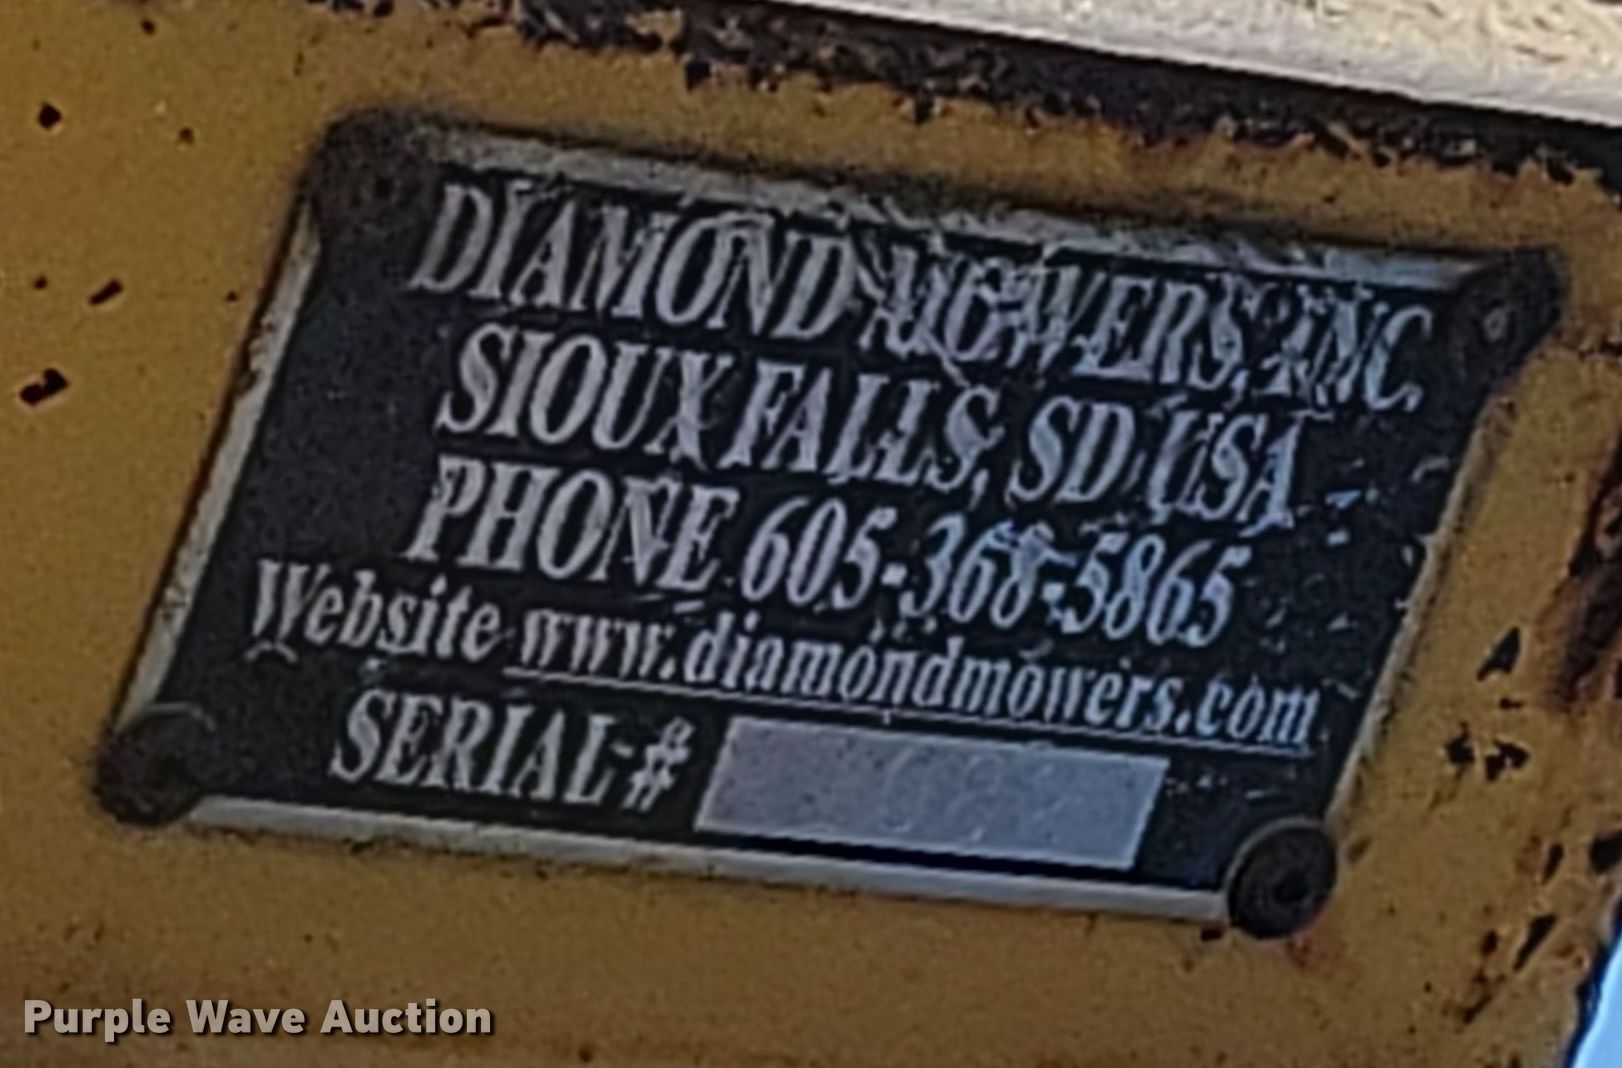 DIAMOND MOWERS, INC.
SIOUX FALLS, SD USA
PHONE 605-368-5865
Website www.diamondmowers.com
SERIAL #
Purple Wave Auction